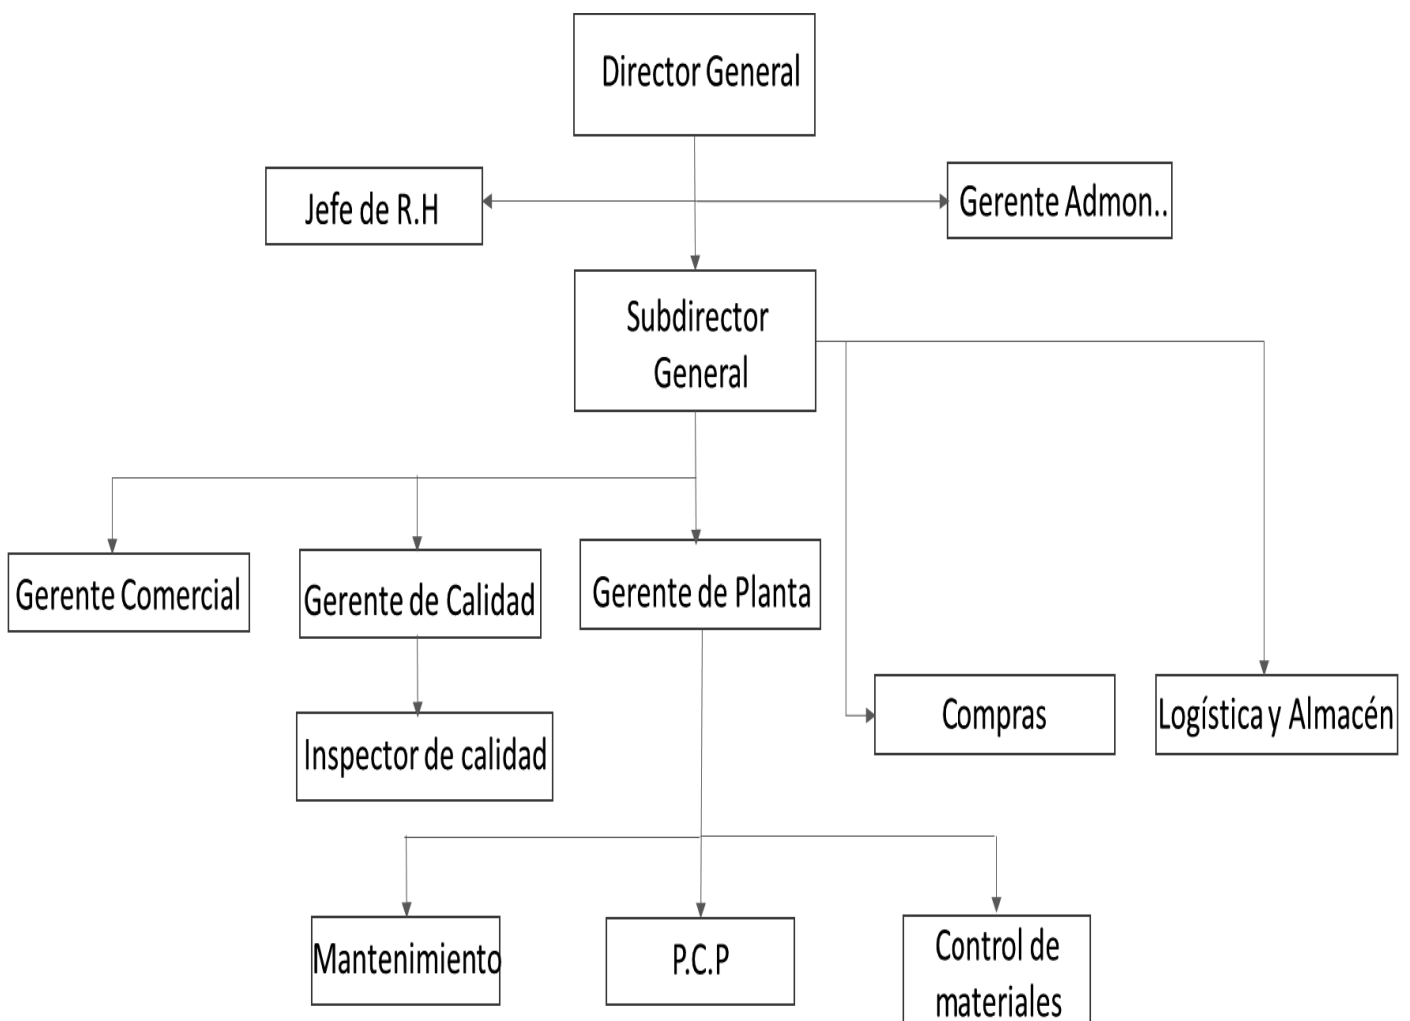 Director General
Jefe de R.H
Gerente Admon..
Subdirector
General
Gerente Comercial
Gerente de Calidad
Gerente de Planta
Compras
Logística y Almacén
Inspector de calidad
Mantenimiento
P.C.P
Control de
materiales